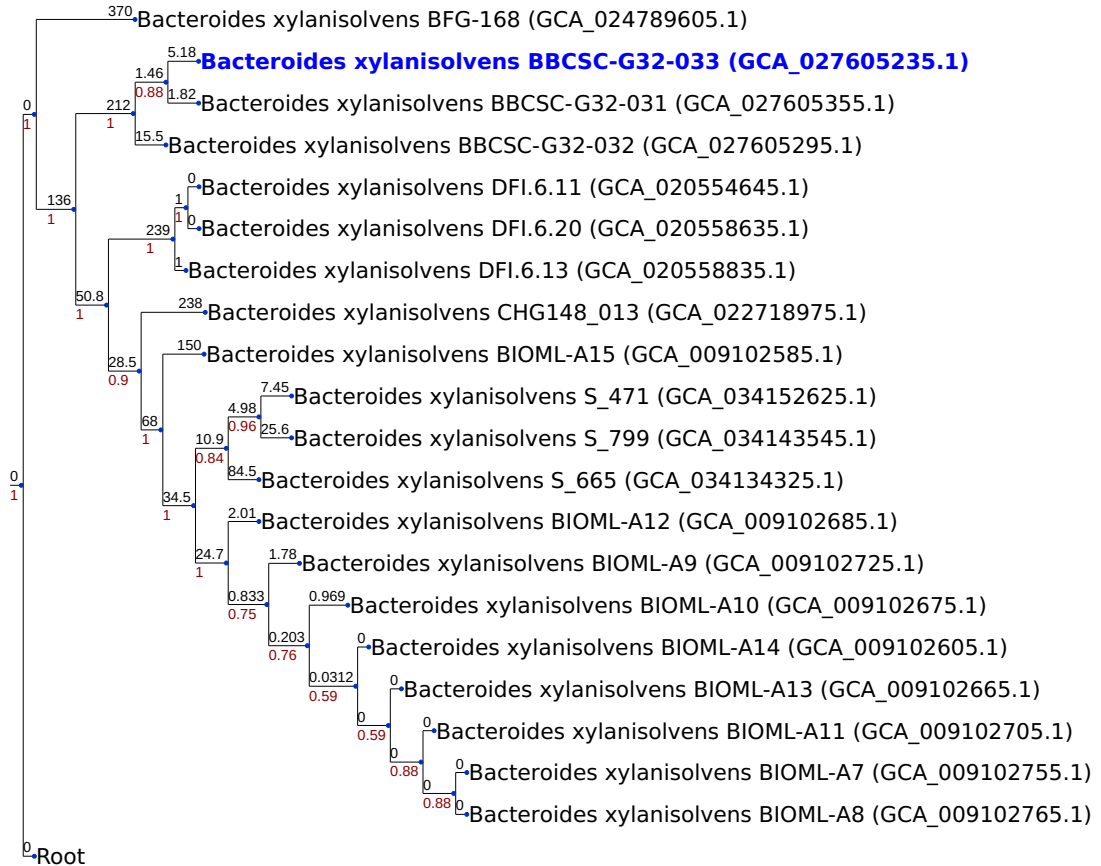 370 Bacteroides xylanisolvens BFG-168 (GCA_024789605.1)
5.18
Bacteroides xylanisolvens BBCSC-G32-033 (GCA_027605235.1)
1.46
0.88
1.82 Bacteroides xylanisolvens BBCSC-G32-031 (GCA_027605355.1)
0
1
212
1
15.5 Bacteroides xylanisolvens BBCSC-G32-032 (GCA_027605295.1)
0
Bacteroides xylanisolvens DFI.6.11 (GCA_020554645.1)
1
1
136
1
0 Bacteroides xylanisolvens DFI.6.20 (GCA_020558635.1)
239
1
1 Bacteroides xylanisolvens DFI.6.13 (GCA_020558835.1)
50.8
1
238 Bacteroides xylanisolvens CHG148_013 (GCA_022718975.1)
150 Bacteroides xylanisolvens BIOML-A15 (GCA_009102585.1)
28.5
0.9
7.45 Bacteroides xylanisolvens S_471 (GCA_034152625.1)
4.98
0.96
68
1
25.6 Bacteroides xylanisolvens S_799 (GCA_034143545.1)
10.9
0.84
84.5 Bacteroides xylanisolvens S_665 (GCA_034134325.1)
0
1
34.5
1
2.01 Bacteroides xylanisolvens BIOML-A12 (GCA_009102685.1)
24.7
1
1.78 Bacteroides xylanisolvens BIOML-A9 (GCA_009102725.1)
0.833
0.75
0.969 Bacteroides xylanisolvens BIOML-A10 (GCA_009102675.1)
0.203
0.76
0 Bacteroides xylanisolvens BIOML-A14 (GCA_009102605.1)
0.0312
0.59
0 Bacteroides xylanisolvens BIOML-A13 (GCA_009102665.1)
0
0.59
0 Bacteroides xylanisolvens BIOML-A11 (GCA_009102705.1)
0
0.88
0 Bacteroides xylanisolvens BIOML-A7 (GCA_009102755.1)
0
0.88
0 Bacteroides xylanisolvens BIOML-A8 (GCA_009102765.1)
0 Root